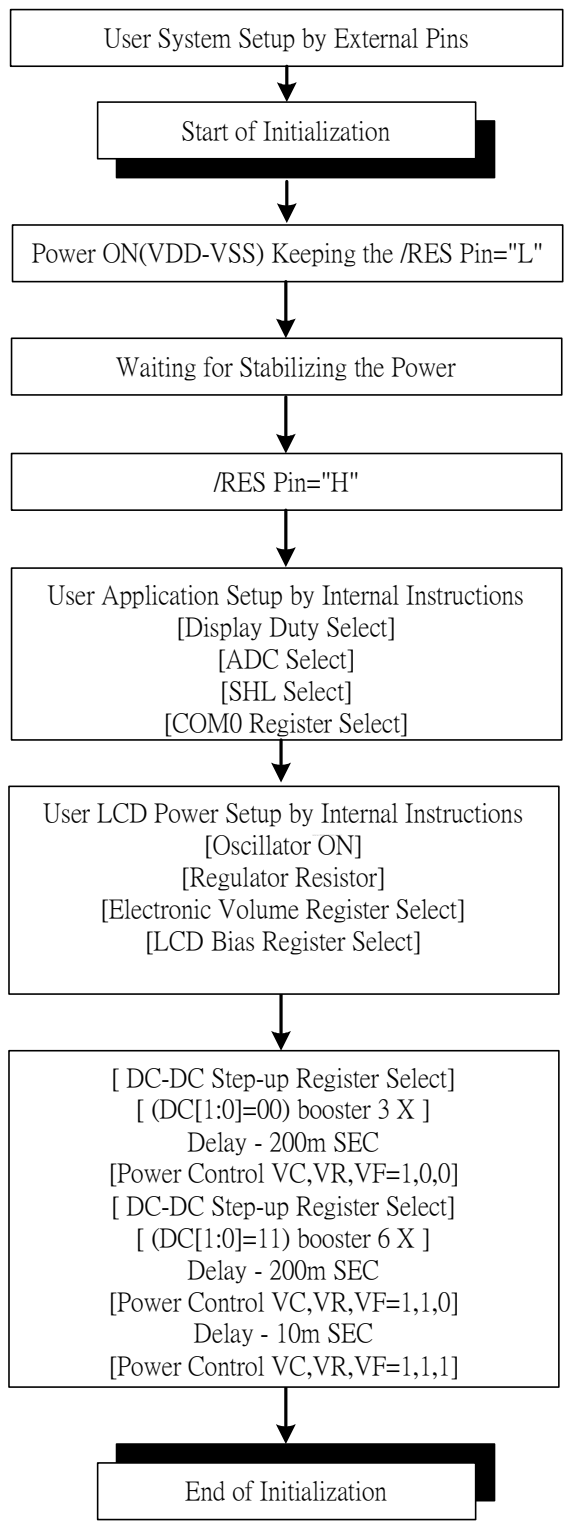 User System Setup by External Pins
Start of Initialization
Power ON(VDD-VSS) Keeping the /RES Pin="L"
Waiting for Stabilizing the Power
/RES Pin="H"
User Application Setup by Internal Instructions
[Display Duty Select]
[ADC Select]
[SHL Select]
[COM0 Register Select]
User LCD Power Setup by Internal Instructions
[Oscillator ON]
[Regulator Resistor]
[Electronic Volume Register Select]
[LCD Bias Register Select]
[ DC-DC Step-up Register Select]
[ (DC[1:0]=00) booster 3 X ]
Delay - 200m SEC
[Power Control VC,VR,VF=1,0,0]
[ DC-DC Step-up Register Select]
[ (DC[1:0]=11) booster 6 X ]
Delay - 200m SEC
[Power Control VC,VR,VF=1,1,0]
Delay - 10m SEC
[Power Control VC,VR,VF=1,1,1]
End of Initialization